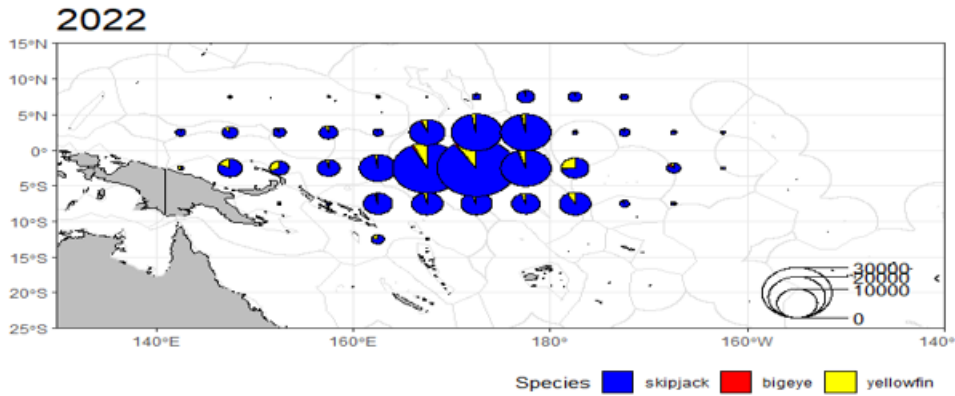 2022
15°N
10°N
5°N
0°
5°S
10°S
15°S
20°S
25°S
30000
20000
10000
0
140°E 160°E 180° 160°W 140°
Species skipjack bigeye yellowfin